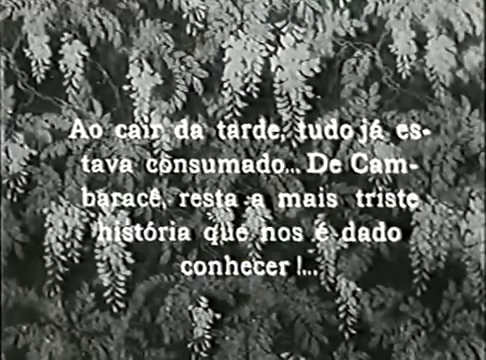 Ao cair da tarde, tudo já es-
tava consumado... De Cam-
baracê, resta a mais triste
história que nos é dado
conhecer!...